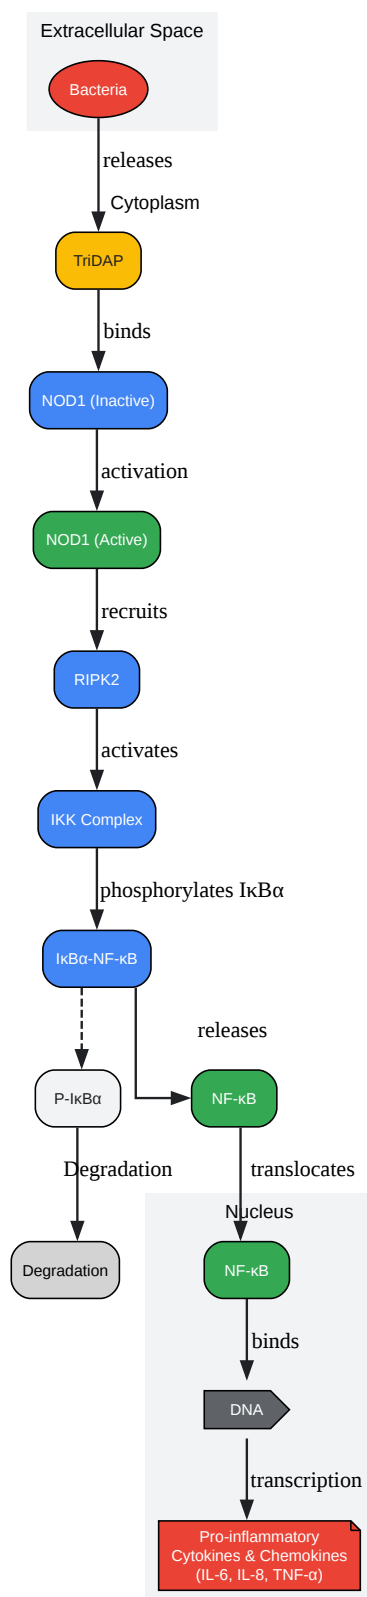 Extracellular Space
Bacteria
releases
Cytoplasm
TriDAP
binds
NOD1 (Inactive)
activation
NOD1 (Active)
recruits
RIPK2
activates
IKK Complex
phosphorylates IκBα
IκBα-NF-κB
releases
P-IκBα
NF-κB
Degradation
translocates
Nucleus
Degradation
NF-κB
binds
DNA
transcription
Pro-inflammatory
Cytokines & Chemokines
(IL-6, IL-8, TNF-α)